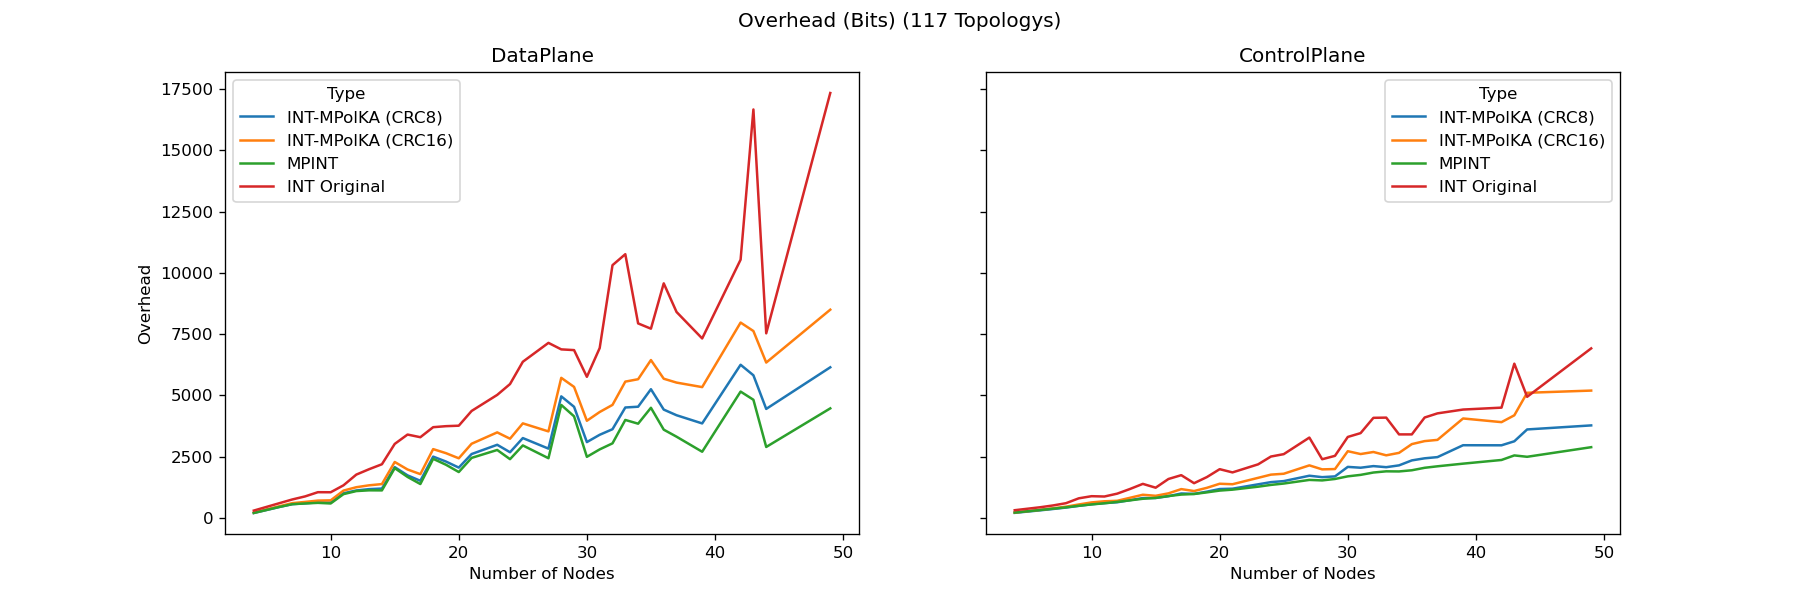 Overhead (Bits) (117 Topologys)
DataPlane
Type
INT-MPolKA (CRC8)
INT-MPolKA (CRC16)
MPINT
INT Original
17500
15000
12500
10000
7500
5000
2500
0
Overhead
10 20 30 40 50
Number of Nodes
ControlPlane
Type
INT-MPolKA (CRC8)
INT-MPolKA (CRC16)
MPINT
INT Original
10 20 30 40 50
Number of Nodes